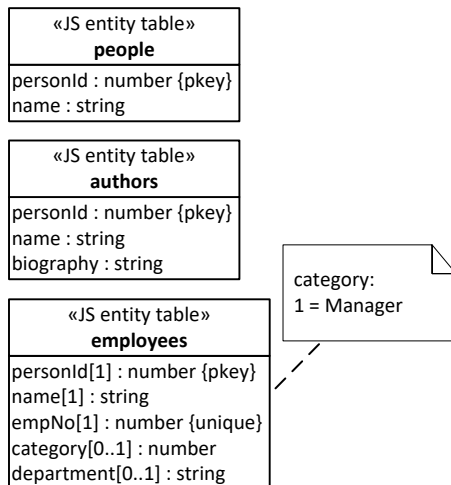 «JS entity table»
people
personId : number {pkey}
name : string
«JS entity table»
authors
personId : number {pkey}
name : string
biography : string
«JS entity table»
employees
personId[1] : number {pkey}
name[1] : string
empNo[1] : number {unique}
category[0..1] : number
department[0..1] : string
category:
1 = Manager